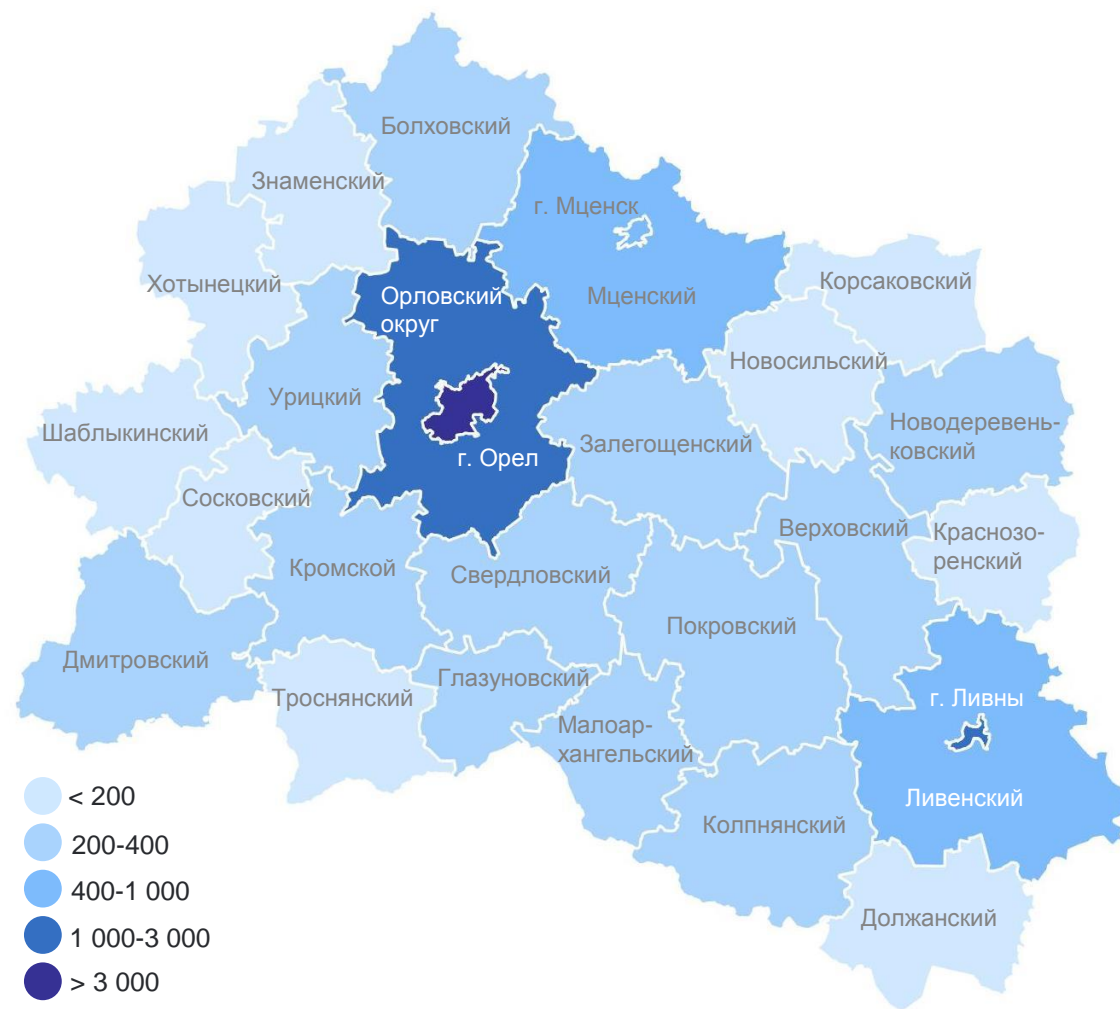 Болховский
Знаменский
г. Мценск
Хотынецкий
Орловский
округ
Мценский
Корсаковский
Новосильский
Урицкий
Новодеревень-
ковский
Шаблыкинский
г. Орел
Залегощенский
Сосковский
Верховский
Краснозо-
ренский
Кромской
Свердловский
Покровский
Дмитровский
Троснянский
Глазуновский
Малоар-
хангельский
г. Ливны
Ливенский
Колпнянский
Должанский
< 200
200-400
400-1 000
1 000-3 000
> 3 000